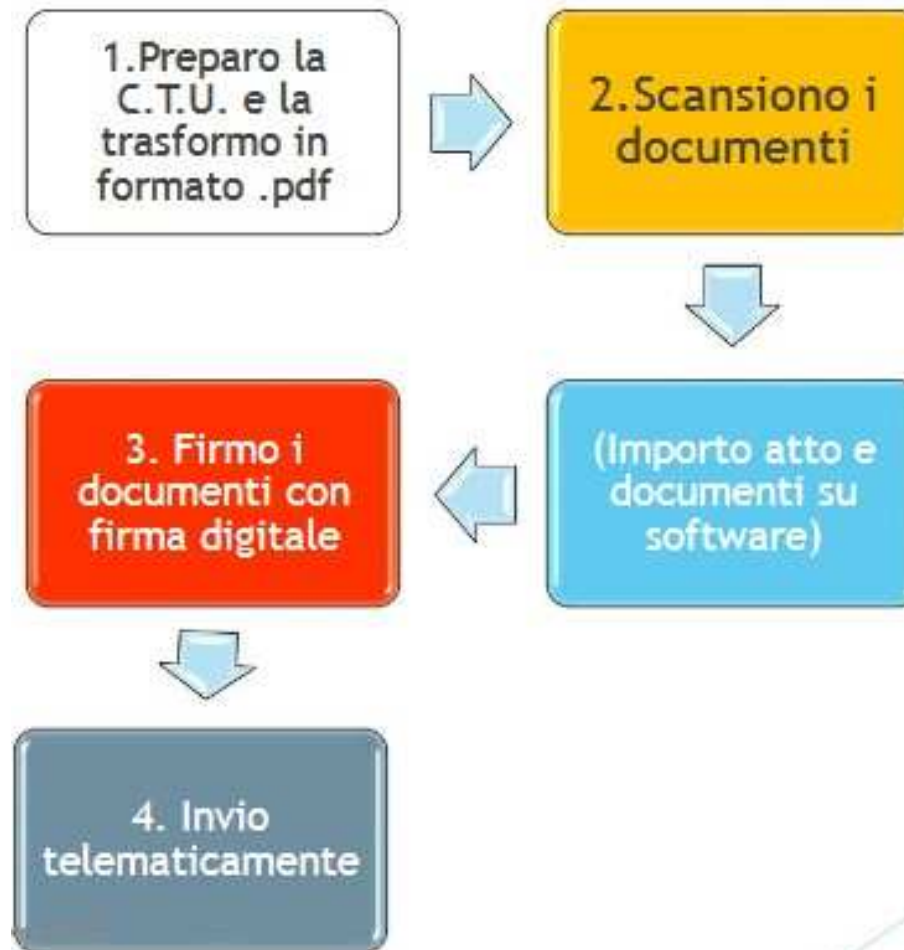 1.Preparo la
C.T.U. e la
trasformo in
formato .pdf
2.Scansiono i
documenti
(Importo atto e
documenti su
software)
3. Firmo i
documenti con
firma digitale
4. Invio
telematicamente